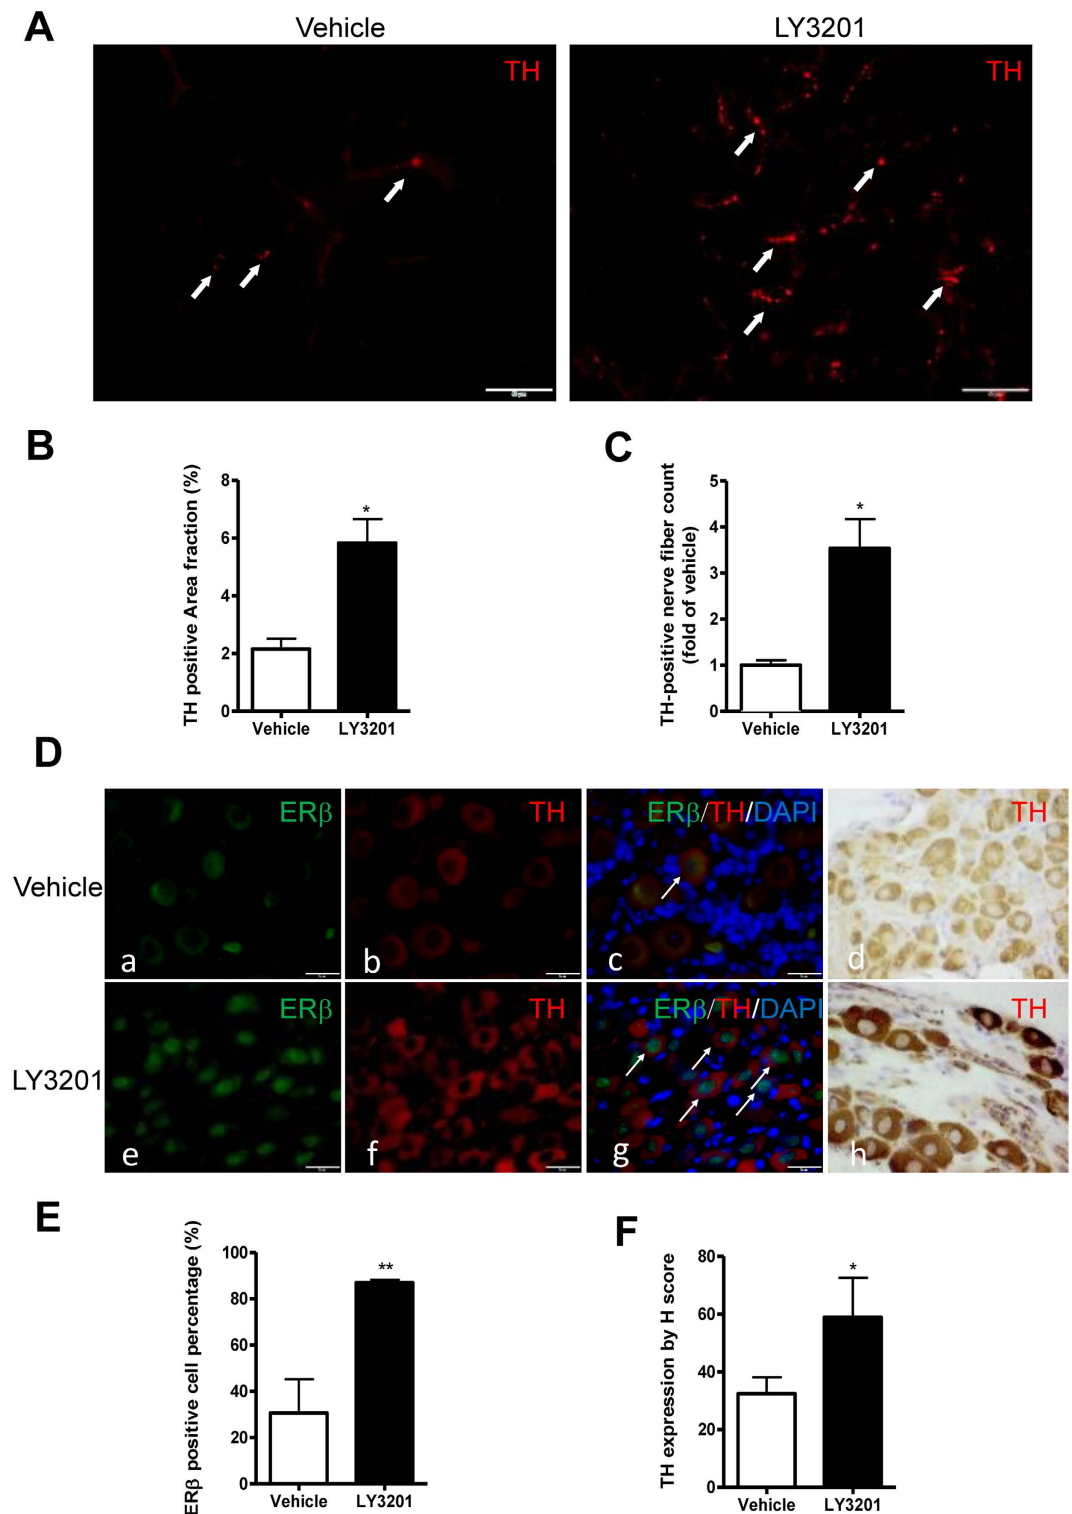 A
Vehicle
LY3201
TH
TH
B
C
TH positive Area fraction (%)
8
6
4
2
0
Vehicle
LY3201
*
TH-positive nerve fiber count
(fold of vehicle)
5
4
3
2
1
0
Vehicle
LY3201
*
D
Vehicle
ERβ
a
TH
b
ERβ/TH/DAPI
c
TH
d
LY3201
ERβ
e
TH
f
ERβ/TH/DAPI
g
TH
h
E
F
ERβ positive cell percentage (%)
100
80
60
40
20
0
Vehicle
LY3201
**
TH expression by H score
80
60
40
20
0
Vehicle
LY3201
*